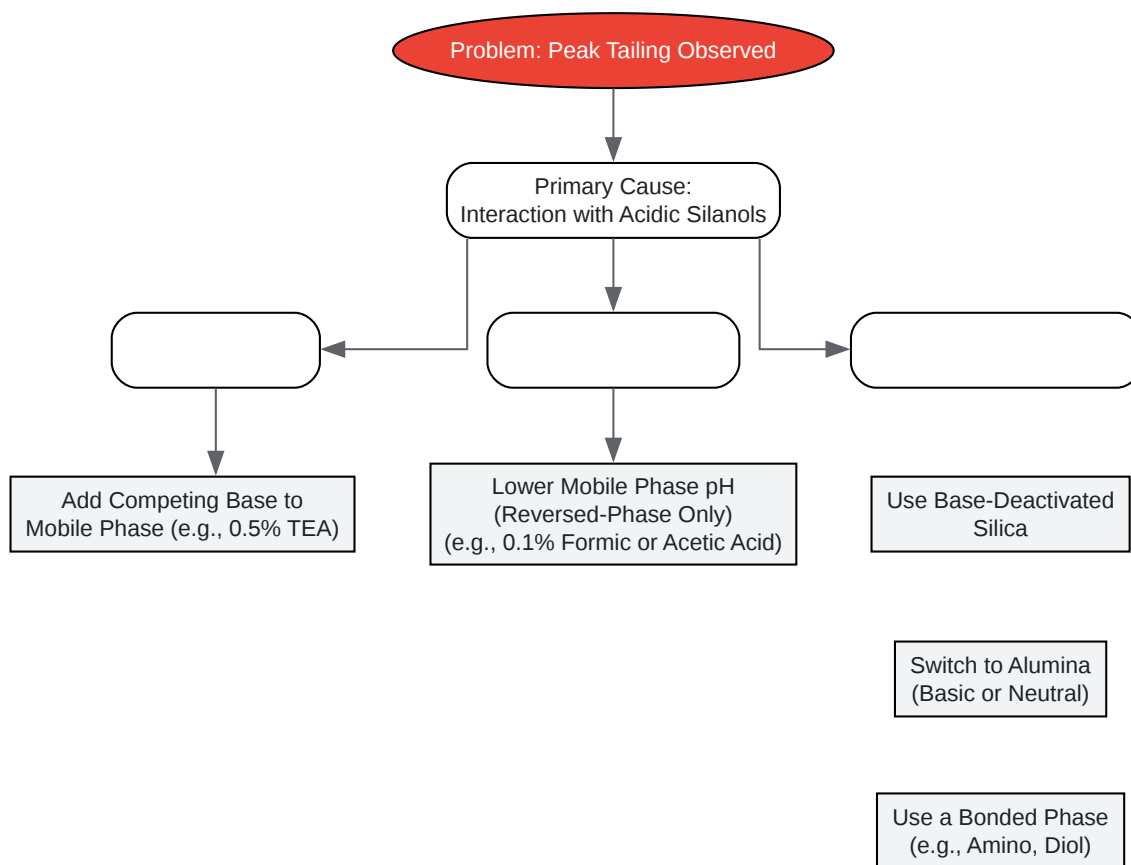 Problem: Peak Tailing Observed
Primary Cause:
Interaction with Acidic Silanols
Add Competing Base to
Mobile Phase (e.g., 0.5% TEA)
Lower Mobile Phase pH
(Reversed-Phase Only)
(e.g., 0.1% Formic or Acetic Acid)
Use Base-Deactivated
Silica
Switch to Alumina
(Basic or Neutral)
Use a Bonded Phase
(e.g., Amino, Diol)